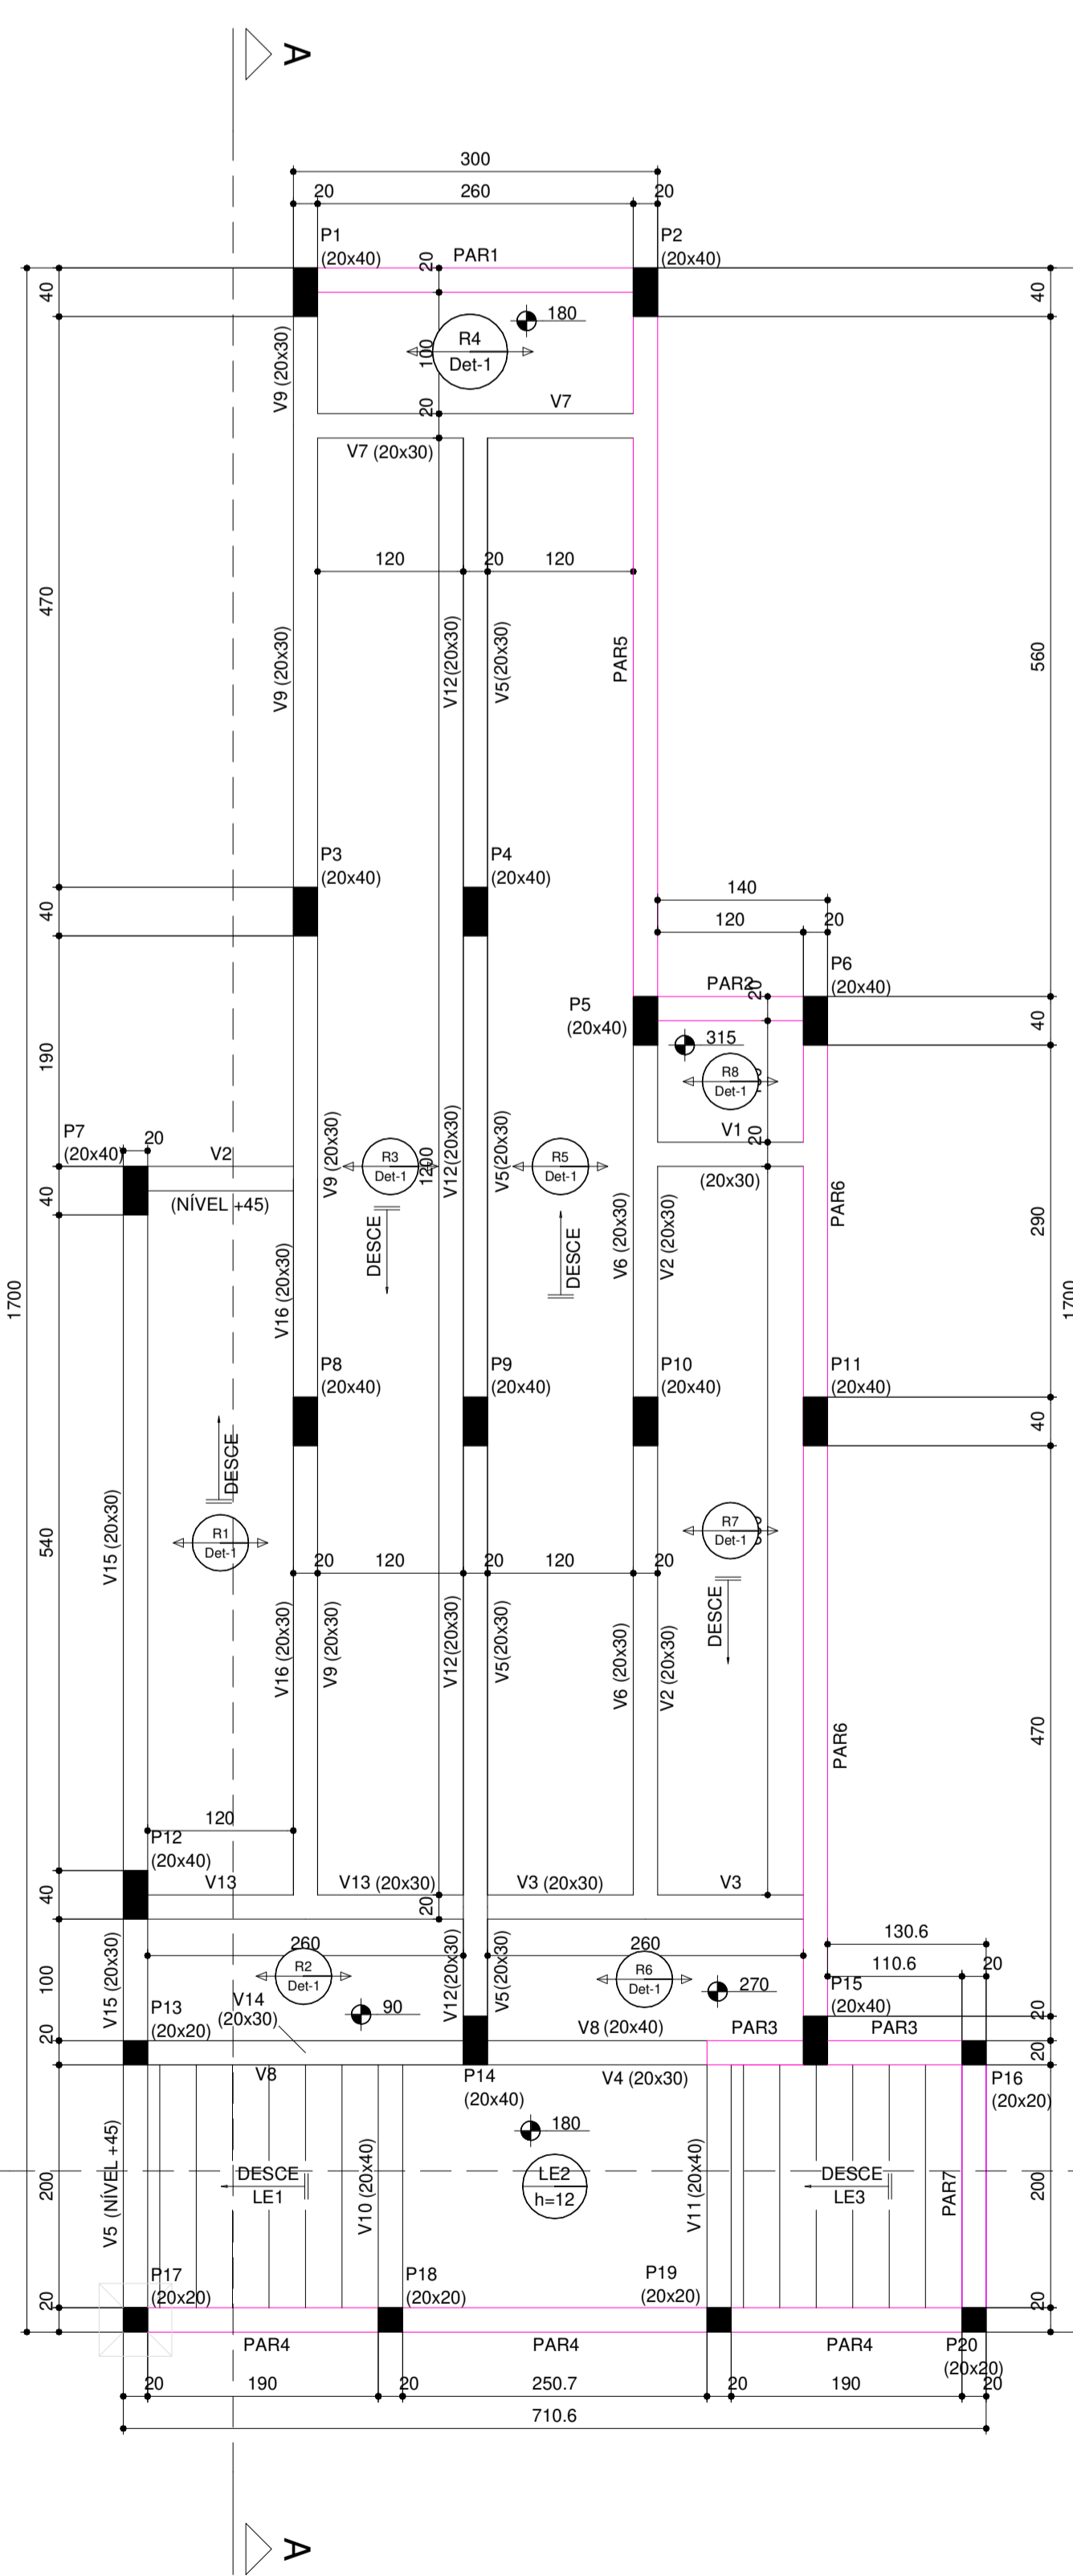 A
300
20
260
20
P1
(20x40)
PAR1
P2
(20x40)
20
40
40
180
R4
Det-1
100
V9 (20x30)
V7
20
V7 (20x30)
120
20
120
470
V9 (20x30)
V12(20x30)
V5(20x30)
PAR5
560
P3
(20x40)
P4
(20x40)
40
140
120
20
P6
(20x40)
PAR2
20
P5
(20x40)
40
315
R8
Det-1
190
V1
20
(20x30)
P7
(20x40)
20
V2
(NÍVEL +45)
40
V9 (20x30)
R3
Det-1
1200
V12(20x30)
V5(20x30)
R5
Det-1
DESCE
DESCE
V16 (20x30)
V6 (20x30)
V2 (20x30)
PAR6
290
1700
1700
P8
(20x40)
P9
(20x40)
P10
(20x40)
P11
(20x40)
40
DESCE
R1
Det-1
V15 (20x30)
540
R7
Det-1
20
120
20
120
20
DESCE
V16 (20x30)
V9 (20x30)
V12(20x30)
V5(20x30)
V6 (20x30)
V2 (20x30)
PAR6
470
120
P12
(20x40)
40
V13
V13 (20x30)
V3 (20x30)
V3
20
260
260
130.6
110.6
20
R2
Det-1
R6
Det-1
V15 (20x30)
100
V12(20x30)
V5(20x30)
90
270
P13
(20x20)
V14
(20x30)
P15
(20x40)
20
20
20
V8 (20x40)
PAR3
PAR3
V8
P14
(20x40)
V4 (20x30)
P16
(20x20)
180
V5 (NÍVEL +45)
200
DESCE
LE1
V10 (20x40)
LE2
h=12
V11 (20x40)
DESCE
LE3
PAR7
200
P17
(20x20)
P18
(20x20)
P19
(20x20)
20
20
PAR4
PAR4
PAR4
P20
(20x20)
20
190
20
250.7
20
190
20
710.6
A